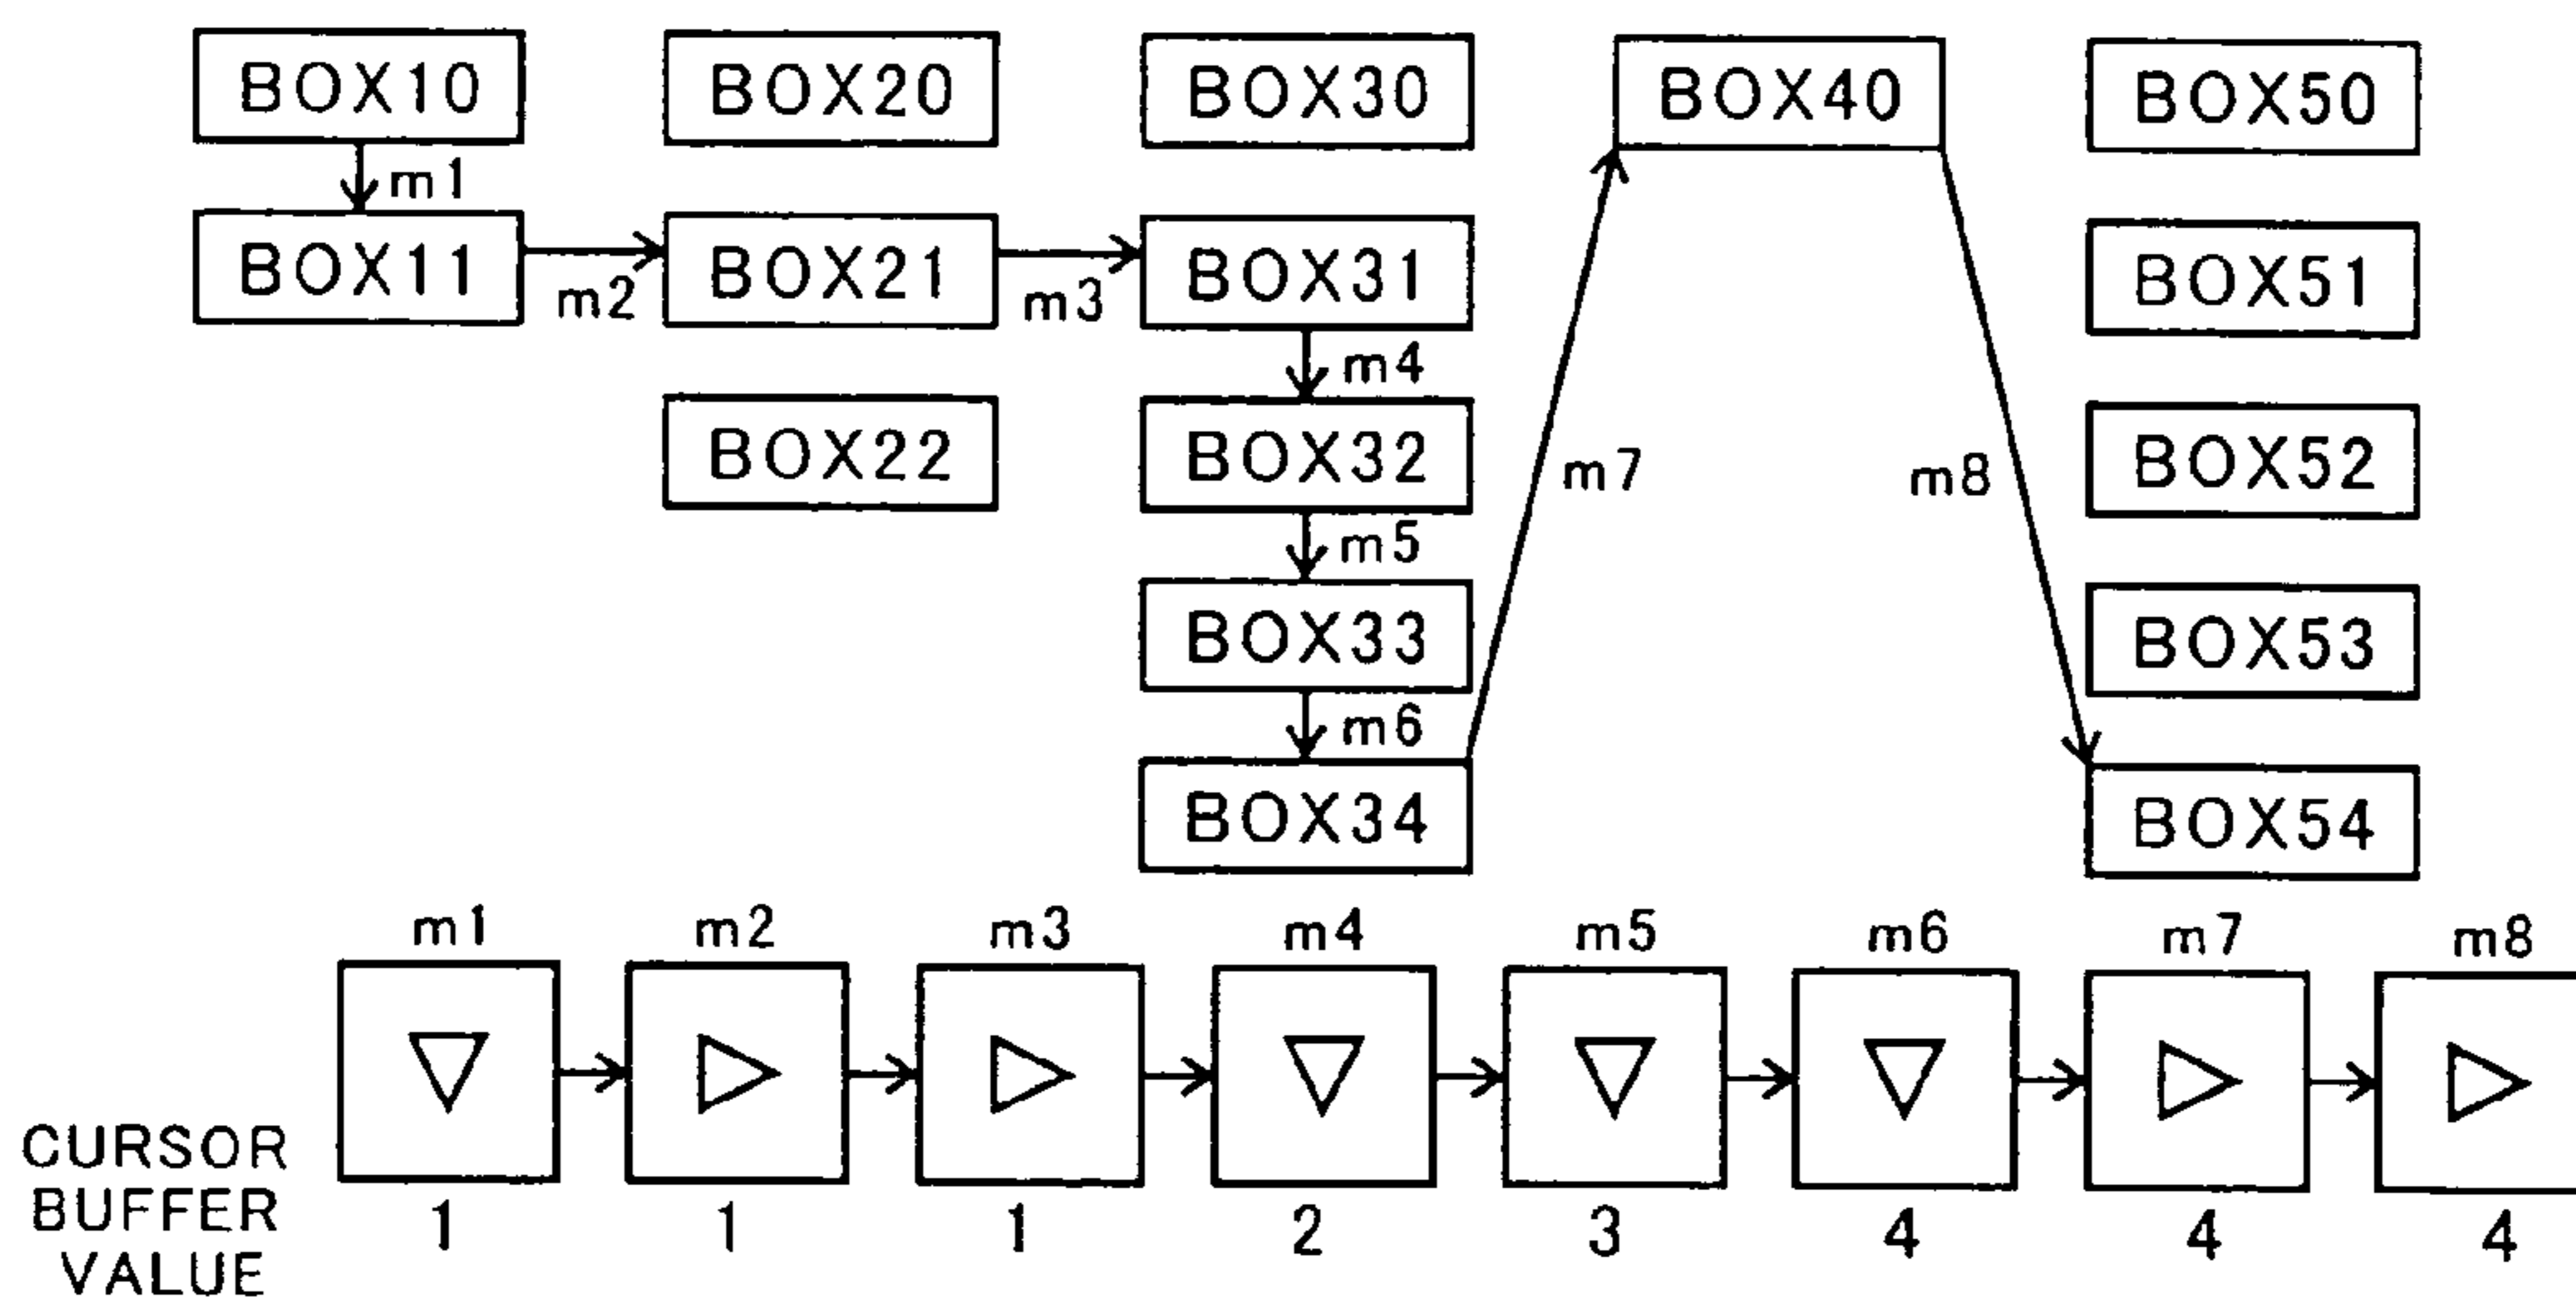 BOX10 BOX20 BOX30 BOX40 BOX50
m1
BOX11 BOX21 BOX31 BOX51
m2 m3
m4
BOX22 BOX32 m7 m8 BOX52
m5
BOX33 BOX53
m6
BOX34 BOX54
m1 m2 m3 m4 m5 m6 m7 m8
CURSOR
BUFFER
VALUE
1 1 1 2 3 4 4 4